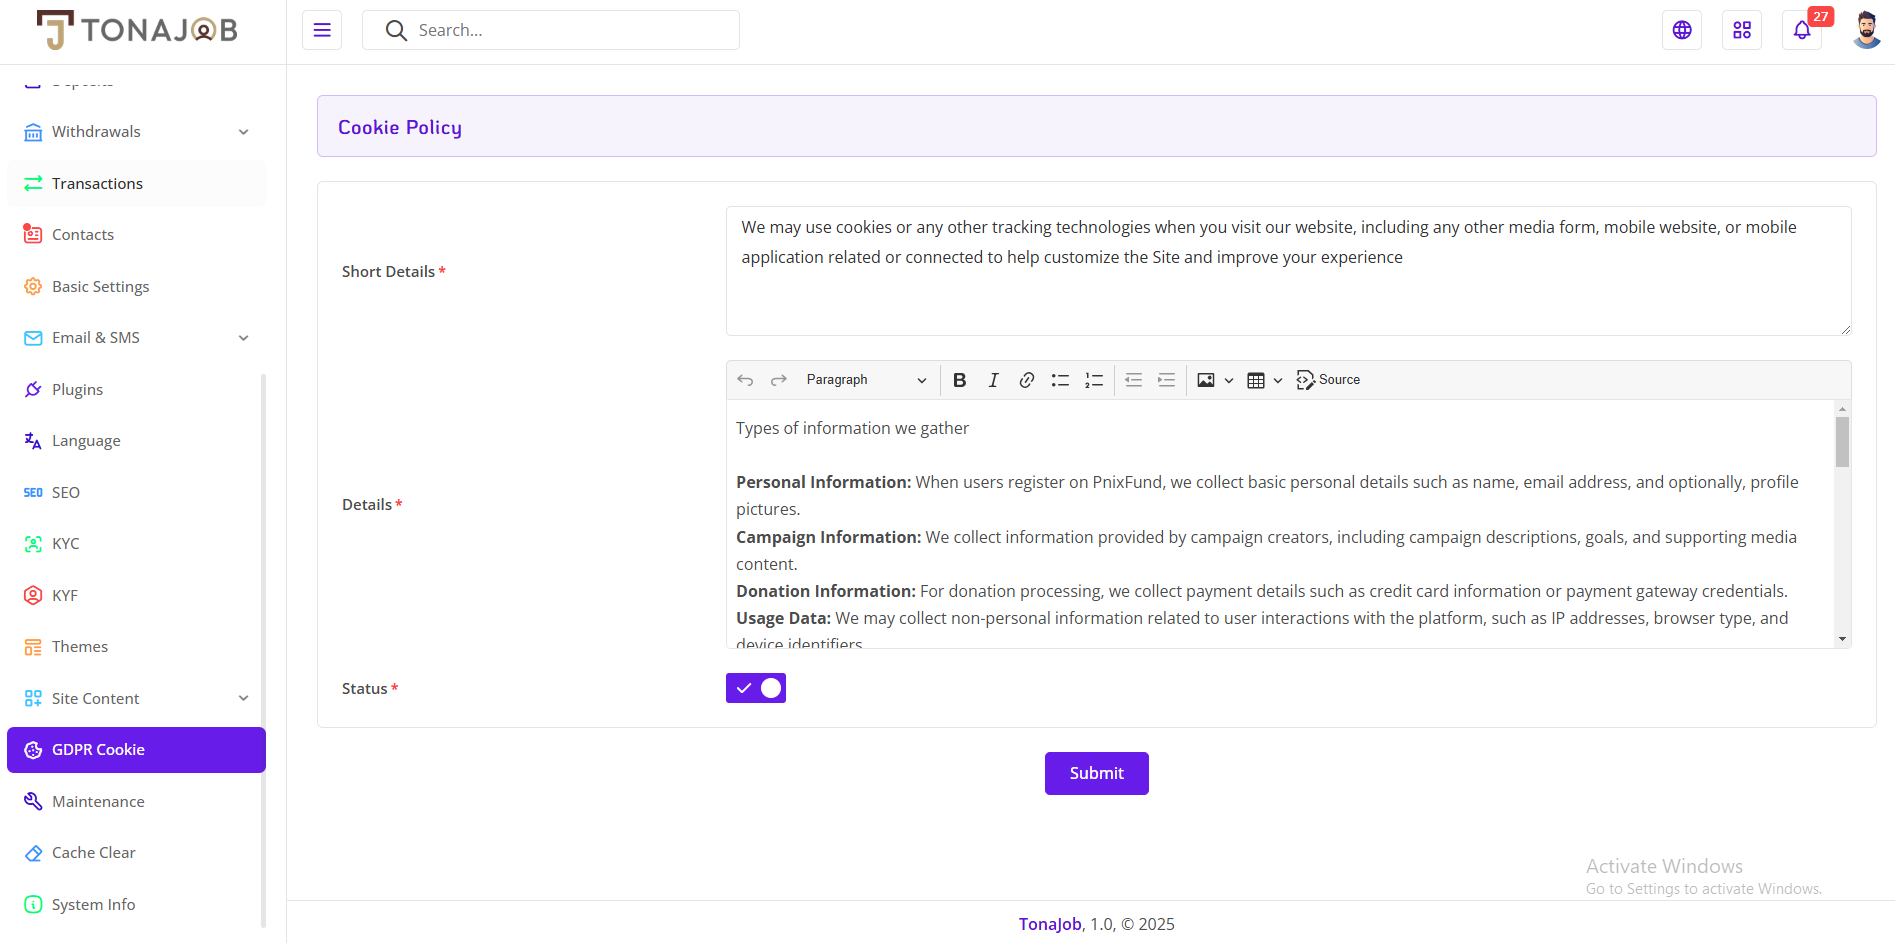 TONAJOB
Search...
27
Deposits
Withdrawals
Transactions
Contacts
Basic Settings
Email & SMS
Plugins
Language
SEO SEO
KYC
KYF
Themes
Site Content
GDPR Cookie
Maintenance
Cache Clear
System Info
Cookie Policy
Short Details *
We may use cookies or any other tracking technologies when you visit our website, including any other media form, mobile website, or mobile
application related or connected to help customize the Site and improve your experience
Details *
Paragraph
Source
Types of information we gather
Personal Information: When users register on PnixFund, we collect basic personal details such as name, email address, and optionally, profile
pictures.
Campaign Information: We collect information provided by campaign creators, including campaign descriptions, goals, and supporting media
content.
Donation Information: For donation processing, we collect payment details such as credit card information or payment gateway credentials.
Usage Data: We may collect non-personal information related to user interactions with the platform, such as IP addresses, browser type, and
device identifiers.
Status *
Submit
Activate Windows
Go to Settings to activate Windows.
TonaJob, 1.0, © 2025